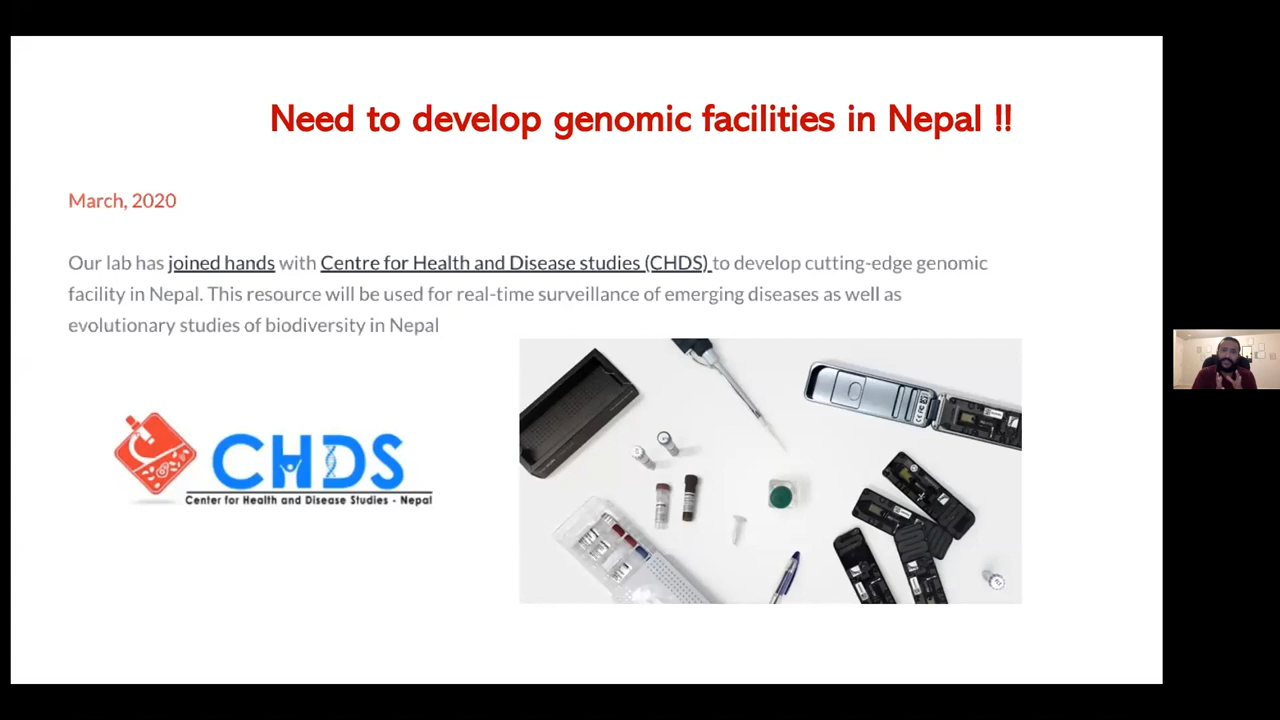 Need to develop genomic facilities in Nepal !!
March, 2020
Our lab has joined hands with Centre for Health and Disease studies (CHDS) to develop cutting-edge genomic
facility in Nepal. This resource will be used for real-time surveillance of emerging diseases as well as
evolutionary studies of biodiversity in Nepal
CHDS
Center for Health and Disease Studies - Nepal